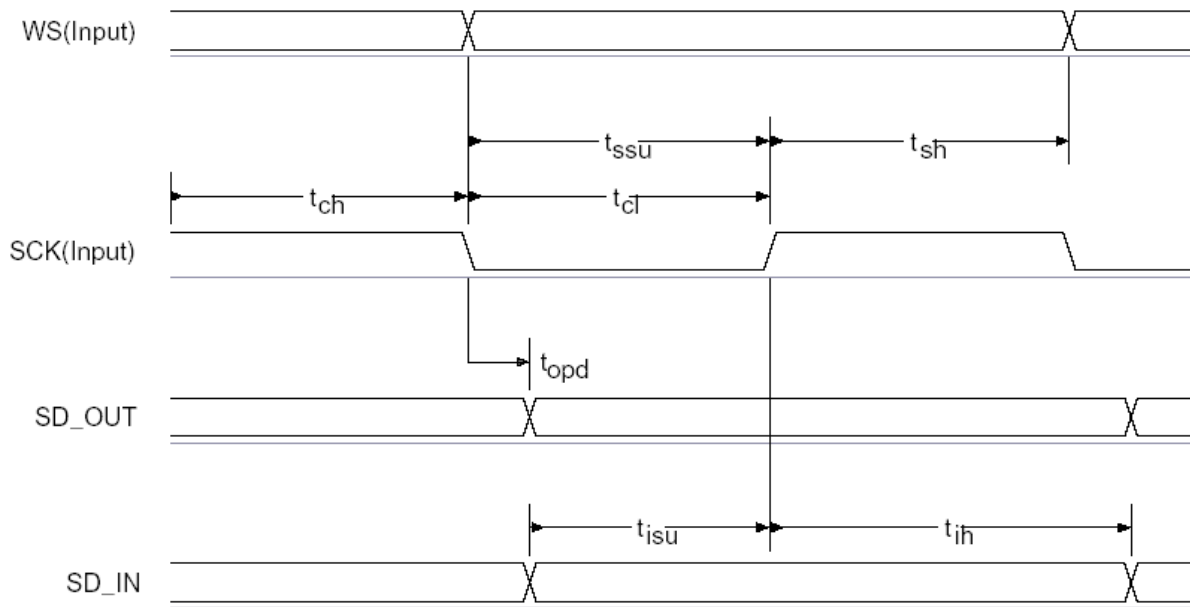 WS(Input)
tssu
tsh
tch
tcl
SCK(Input)
topd
SD_OUT
tisu
tih
SD_IN